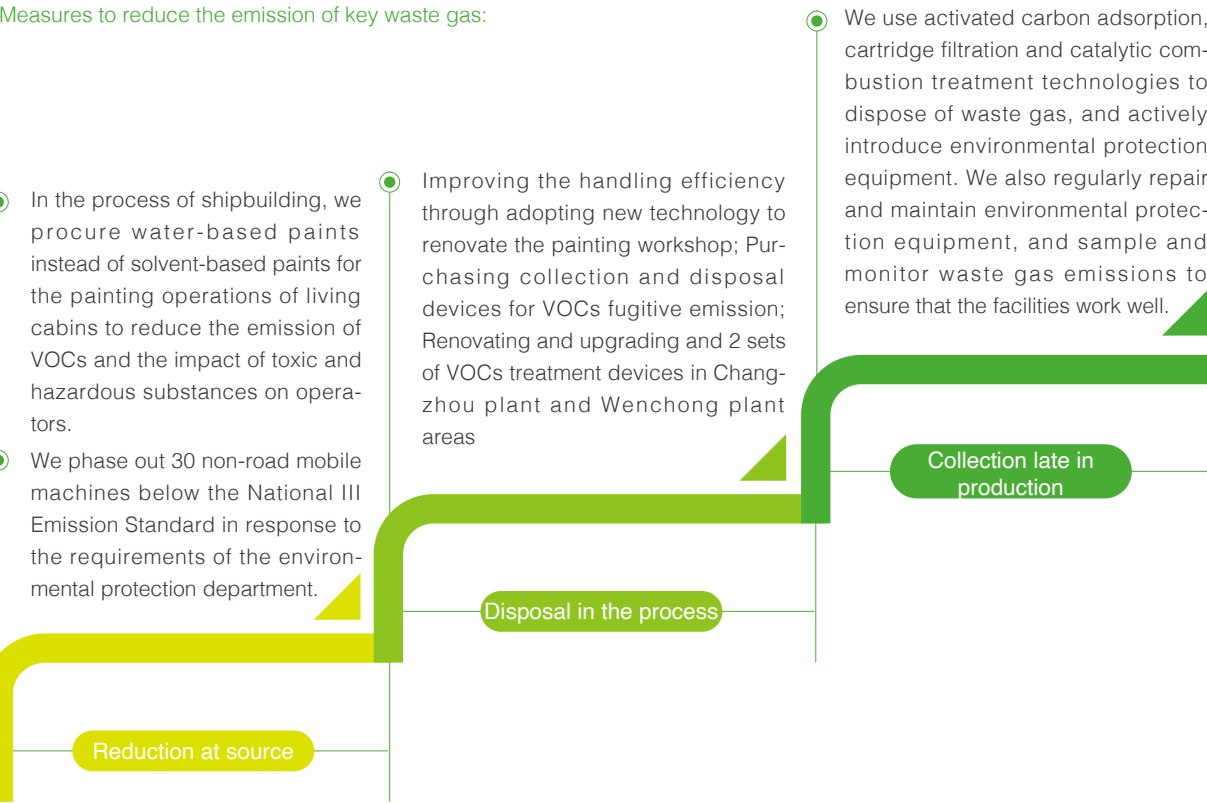 Measures to reduce the emission of key waste gas:
In the process of shipbuilding, we
procure water-based paints
instead of solvent-based paints for
the painting operations of living
cabins to reduce the emission of
VOCs and the impact of toxic and
hazardous substances on opera-
tors.
We phase out 30 non-road mobile
machines below the National III
Emission Standard in response to
the requirements of the environ-
mental protection department.
Reduction at source
Improving the handling efficiency
through adopting new technology to
renovate the painting workshop; Pur-
chasing collection and disposal
devices for VOCs fugitive emission;
Renovating and upgrading and 2 sets
of VOCs treatment devices in Chang-
zhou plant and Wenchong plant
areas
Disposal in the process
We use activated carbon adsorption,
cartridge filtration and catalytic com-
bustion treatment technologies to
dispose of waste gas, and actively
introduce environmental protection
equipment. We also regularly repair
and maintain environmental protec-
tion equipment, and sample and
monitor waste gas emissions to
ensure that the facilities work well.
Collection late in
production